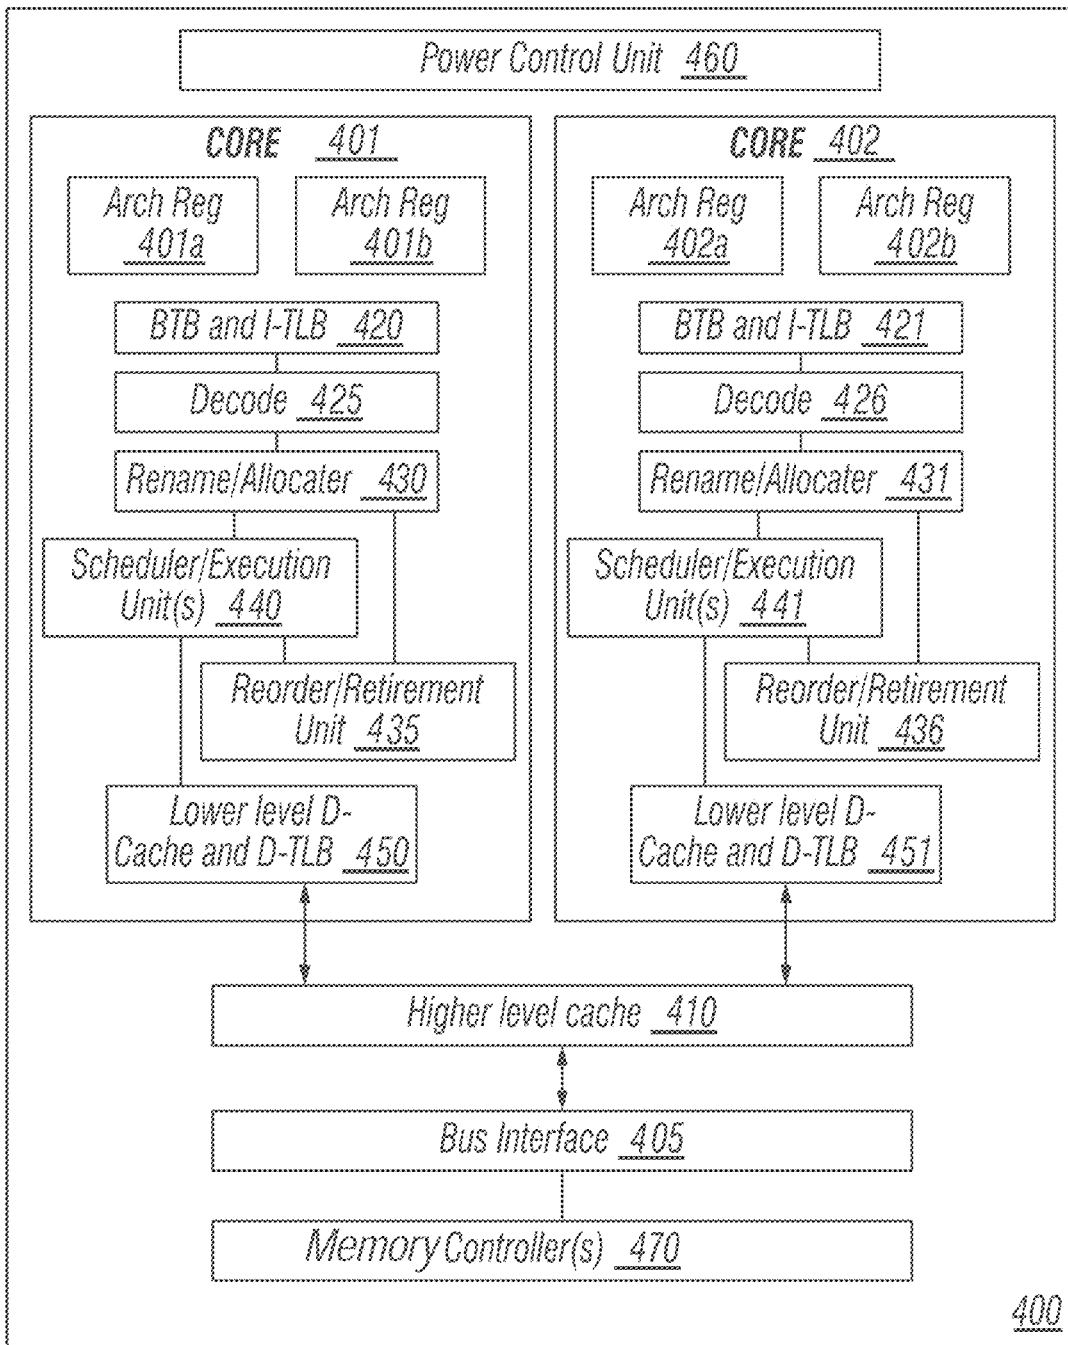 Power Control Unit 460
CORE 401
Arch Reg
401a
Arch Reg
401b
BTB and I-TLB 420
Decode 425
Rename/Allocater 430
Scheduler/Execution
Unit(s) 440
Reorder/Retirement
Unit 435
Lower level D-
Cache and D-TLB 450
CORE 402
Arch Reg
402a
Arch Reg
402b
BTB and I-TLB 421
Decode 426
Rename/Allocater 431
Scheduler/Execution
Unit(s) 441
Reorder/Retirement
Unit 436
Lower level D-
Cache and D-TLB 451
Higher level cache 410
Bus Interface 405
Memory Controller(s) 470
400